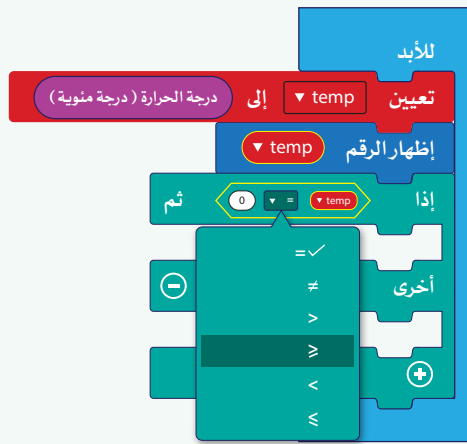 للأبد
تعيين temp ▼ إلى درجة الحرارة ( درجة مئوية )
إظهار الرقم temp ▼
إذا temp ▼ = ▼ 0 ثم
✓=
≠
أخرى
>
⩾
<
⩽